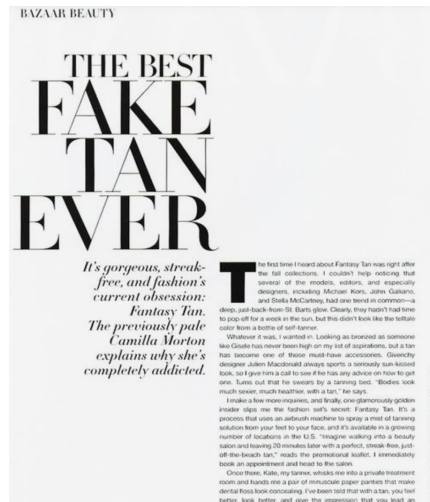 BAZAAR BEAUTY
THE BEST
FAKE
TAN
EVER
It's gorgeous, streak-
free, and fashion's
current obsession:
Fantasy Tan.
The previously pale
Camilla Morton
explains why she's
completely addicted.
The first time I heard about Fantasy Tan was right after
the fall collections. I couldn't help noticing that
several of the models, editors, and especially
designers, including Michael Kors, John Galiano,
and Stella McCartney, had one trend in common—a
deep, just-back-from-St. Barts glow. Clearly, they hadn't had time
to pop off for a week in the sun, but this didn't look like the telltale
color from a bottle of self-tanner.
Whatever it was, I wanted in. Looking as bronzed as someone
like Gisele has never been high on my list of aspirations, but a tan
has become one of those must-have accessories. Givenchy
designer Julien Macdonald always sports a seriously sun-kissed
look, so I give him a call to see if he has any advice on how to get
one. Turns out that he swears by a tanning bed. "Bodies look
much sexier, much healthier, with a tan," he says.
I make a few more inquiries, and finally, one glamorously golden
insider slips me the fashion set's secret: Fantasy Tan. It's a
process that uses an airbrush machine to spray a mist of tanning
solution from your feet to your face, and it's available in a growing
number of locations in the U.S. "Imagine walking into a beauty
salon and leaving 20 minutes later with a perfect, streak-free, just-
off-the-beach tan," reads the promotional leaflet. I immediately
book an appointment and head to the salon.
Once there, Kate, my tanner, whisks me into a private treatment
room and hands me a pair of minuscule paper panties that make
dental floss look concealing. I've been told that with a tan, you feel
better, look better, and give the impression that you lead an